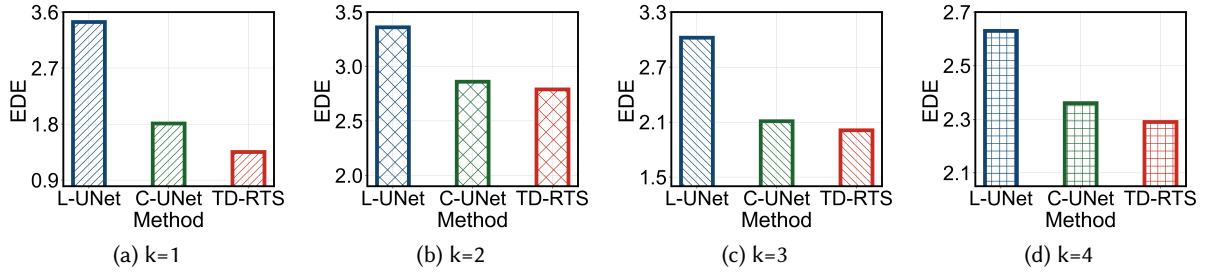 EDE
3.6
2.7
1.8
0.9
L-UNet C-UNet TD-RTS
Method
(a) k=1
EDE
3.5
3.0
2.5
2.0
L-UNet C-UNet TD-RTS
Method
(b) k=2
EDE
3.3
2.7
2.1
1.5
L-UNet C-UNet TD-RTS
Method
(c) k=3
EDE
2.7
2.5
2.3
2.1
L-UNet C-UNet TD-RTS
Method
(d) k=4